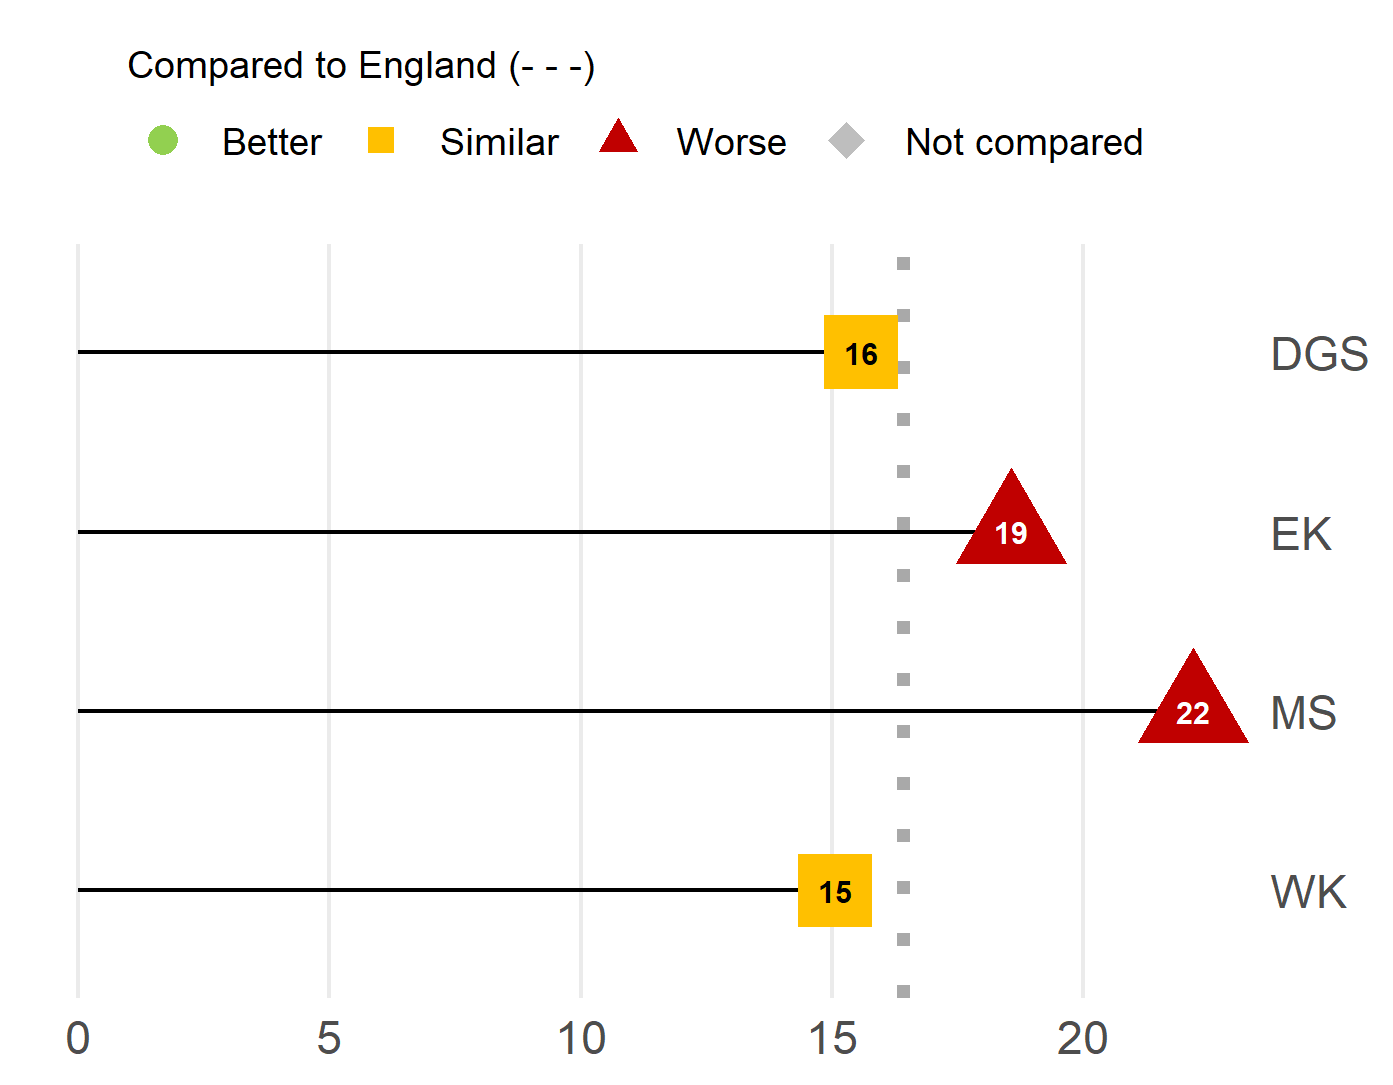 Compared to England (- - -)
Better Similar Worse Not compared
16 DGS
19 EK
22 MS
15 WK
0 5 10 15 20